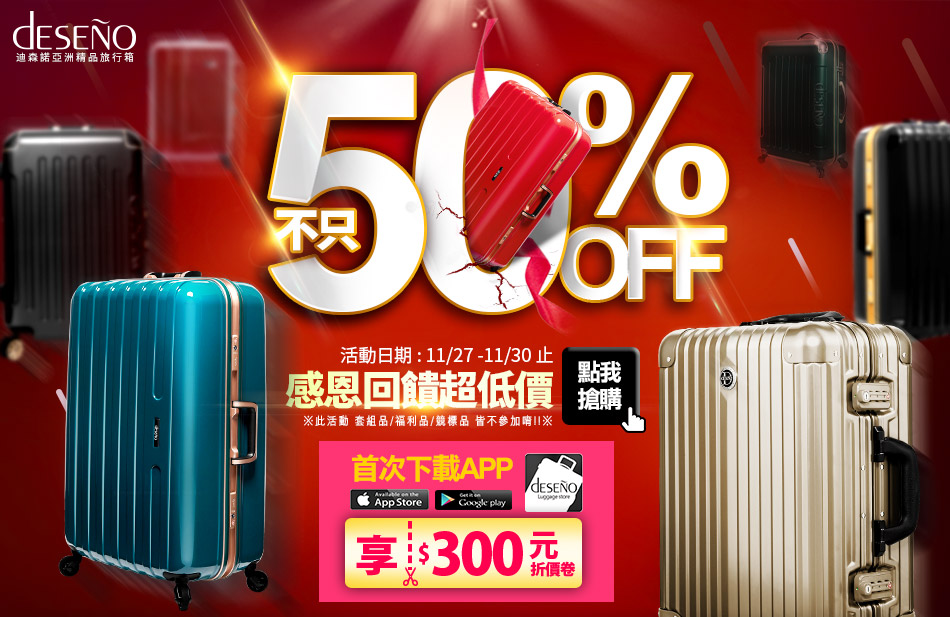 DESEÑO
迪森諾亞洲精品旅行箱
不只
50%
OFF
活動日期 : 11/27 -11/30 止
感恩回饋超低價
點我
搶購
※此活動 套組品/福利品/競標品 皆不參加唷!!※
首次下載APP
Available on the
App Store
Get it on
Google play
DESEÑO
Luggage store
享 $300元
折價卷